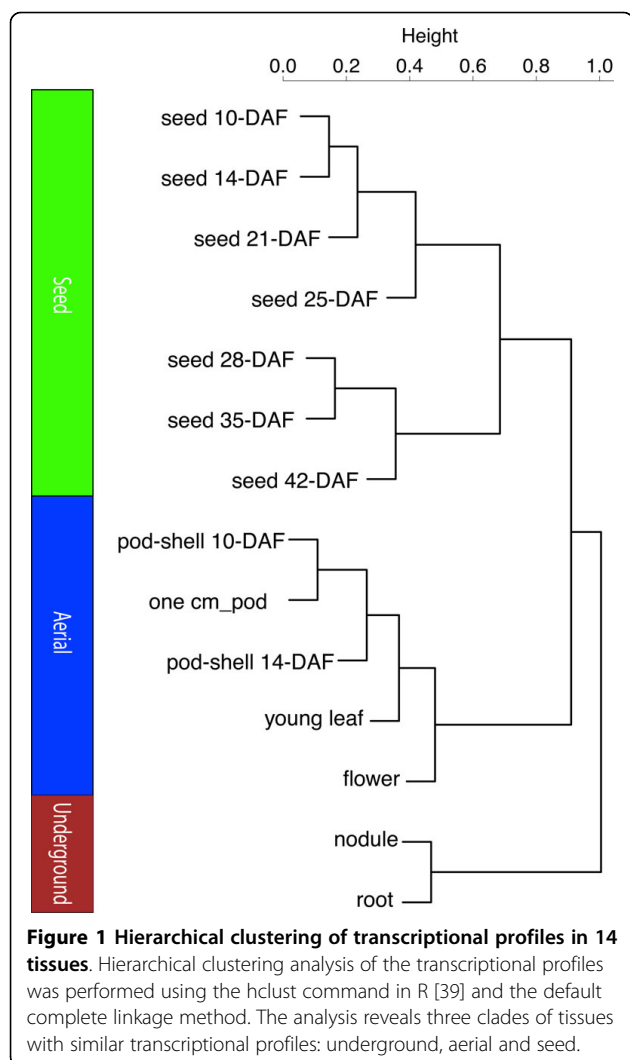 Height
0.0 0.2 0.4 0.6 0.8 1.0
Seed
seed 10-DAF
seed 14-DAF
seed 21-DAF
seed 25-DAF
seed 28-DAF
seed 35-DAF
seed 42-DAF
Aerial
pod-shell 10-DAF
one cm_pod
pod-shell 14-DAF
young leaf
flower
Underground
nodule
root
Figure 1 Hierarchical clustering of transcriptional profiles in 14
tissues. Hierarchical clustering analysis of the transcriptional profiles
was performed using the hclust command in R [39] and the default
complete linkage method. The analysis reveals three clades of tissues
with similar transcriptional profiles: underground, aerial and seed.